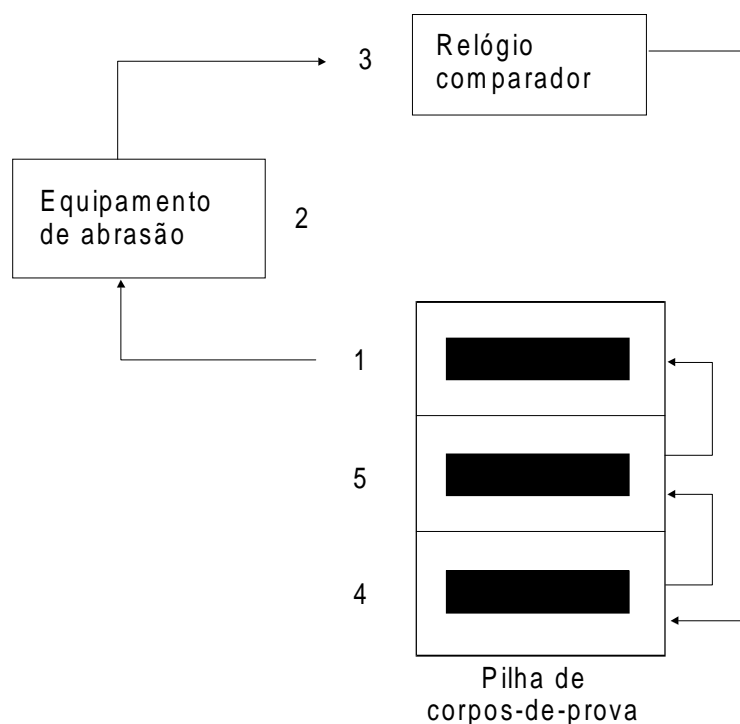 3
Relógio
comparador
Equipamento
de abrasão
2
1
5
4
Pilha de
corpos-de-prova